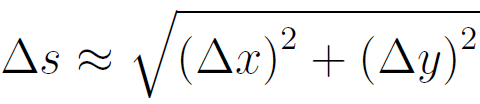 Δs ≈ √((Δx)² + (Δy)²)